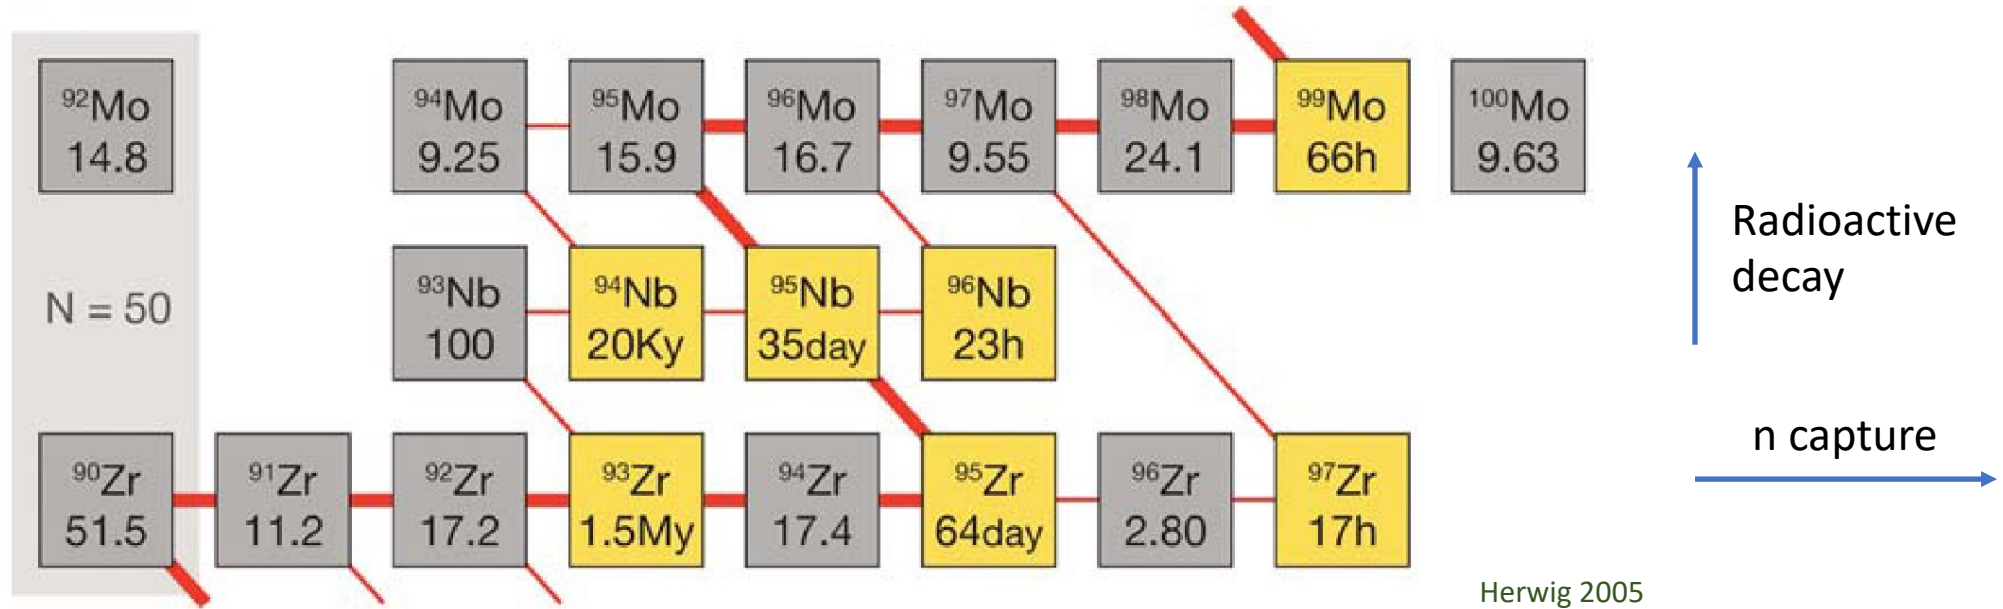 ⁹²Mo
14.8
⁹⁴Mo
9.25
⁹⁵Mo
15.9
⁹⁶Mo
16.7
⁹⁷Mo
9.55
⁹⁸Mo
24.1
⁹⁹Mo
66h
¹⁰⁰Mo
9.63
Radioactive
decay
N = 50
⁹³Nb
100
⁹⁴Nb
20Ky
⁹⁵Nb
35day
⁹⁶Nb
23h
n capture
⁹⁰Zr
51.5
⁹¹Zr
11.2
⁹²Zr
17.2
⁹³Zr
1.5My
⁹⁴Zr
17.4
⁹⁵Zr
64day
⁹⁶Zr
2.80
⁹⁷Zr
17h
Herwig 2005